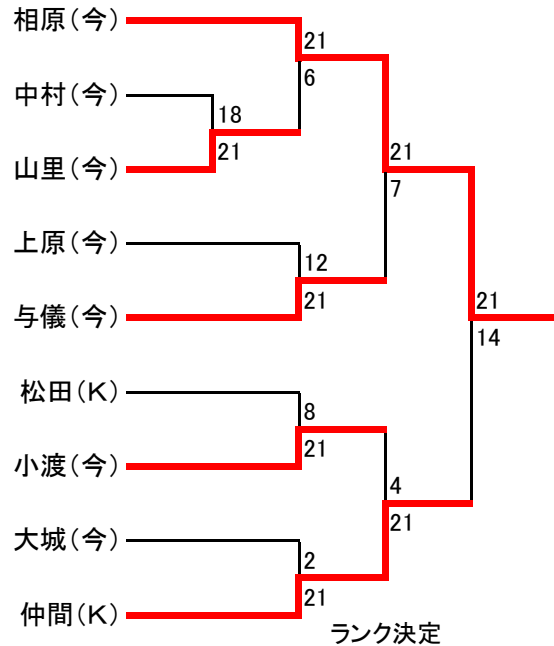 相原(今)
21
6
中村(今)
18
21
山里(今)
21
7
上原(今)
12
21
与儀(今)
21
14
松田(K)
8
21
小渡(今)
4
21
大城(今)
2
21
仲間(K)
ランク決定